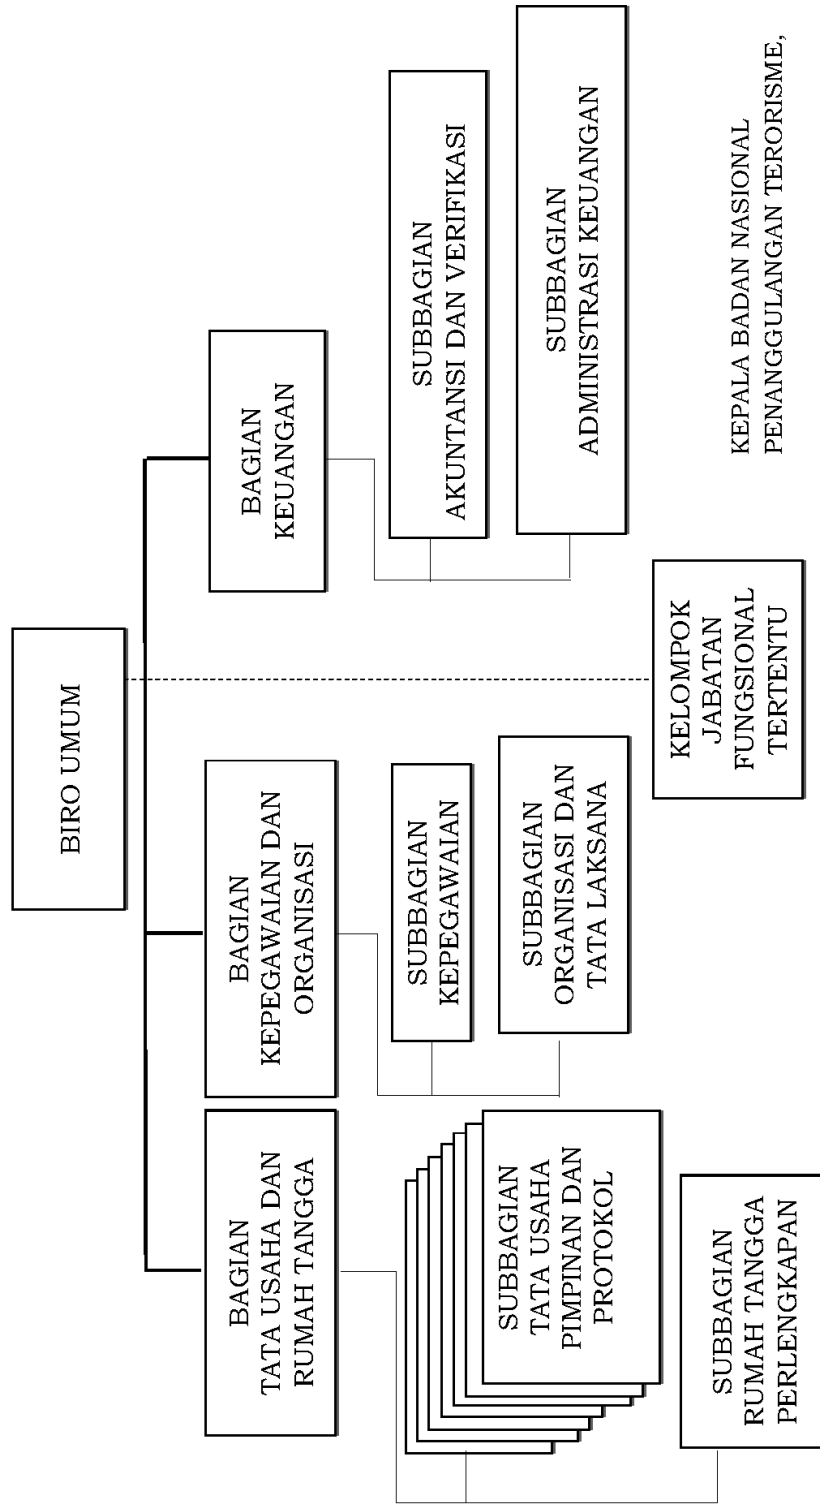 BIRO UMUM
BAGIAN
TATA USAHA DAN
RUMAH TANGGA
BAGIAN
KEPEGAWAIAN DAN
ORGANISASI
BAGIAN
KEUANGAN
SUBBAGIAN
TATA USAHA
PIMPINAN DAN
PROTOKOL
SUBBAGIAN
RUMAH TANGGA
PERLENGKAPAN
SUBBAGIAN
KEPEGAWAIAN
SUBBAGIAN
ORGANISASI DAN
TATA LAKSANA
SUBBAGIAN
AKUNTANSI DAN VERIFIKASI
SUBBAGIAN
ADMINISTRASI KEUANGAN
KELOMPOK
JABATAN
FUNGSIONAL
TERTENTU
KEPALA BADAN NASIONAL
PENANGGULANGAN TERORISME,